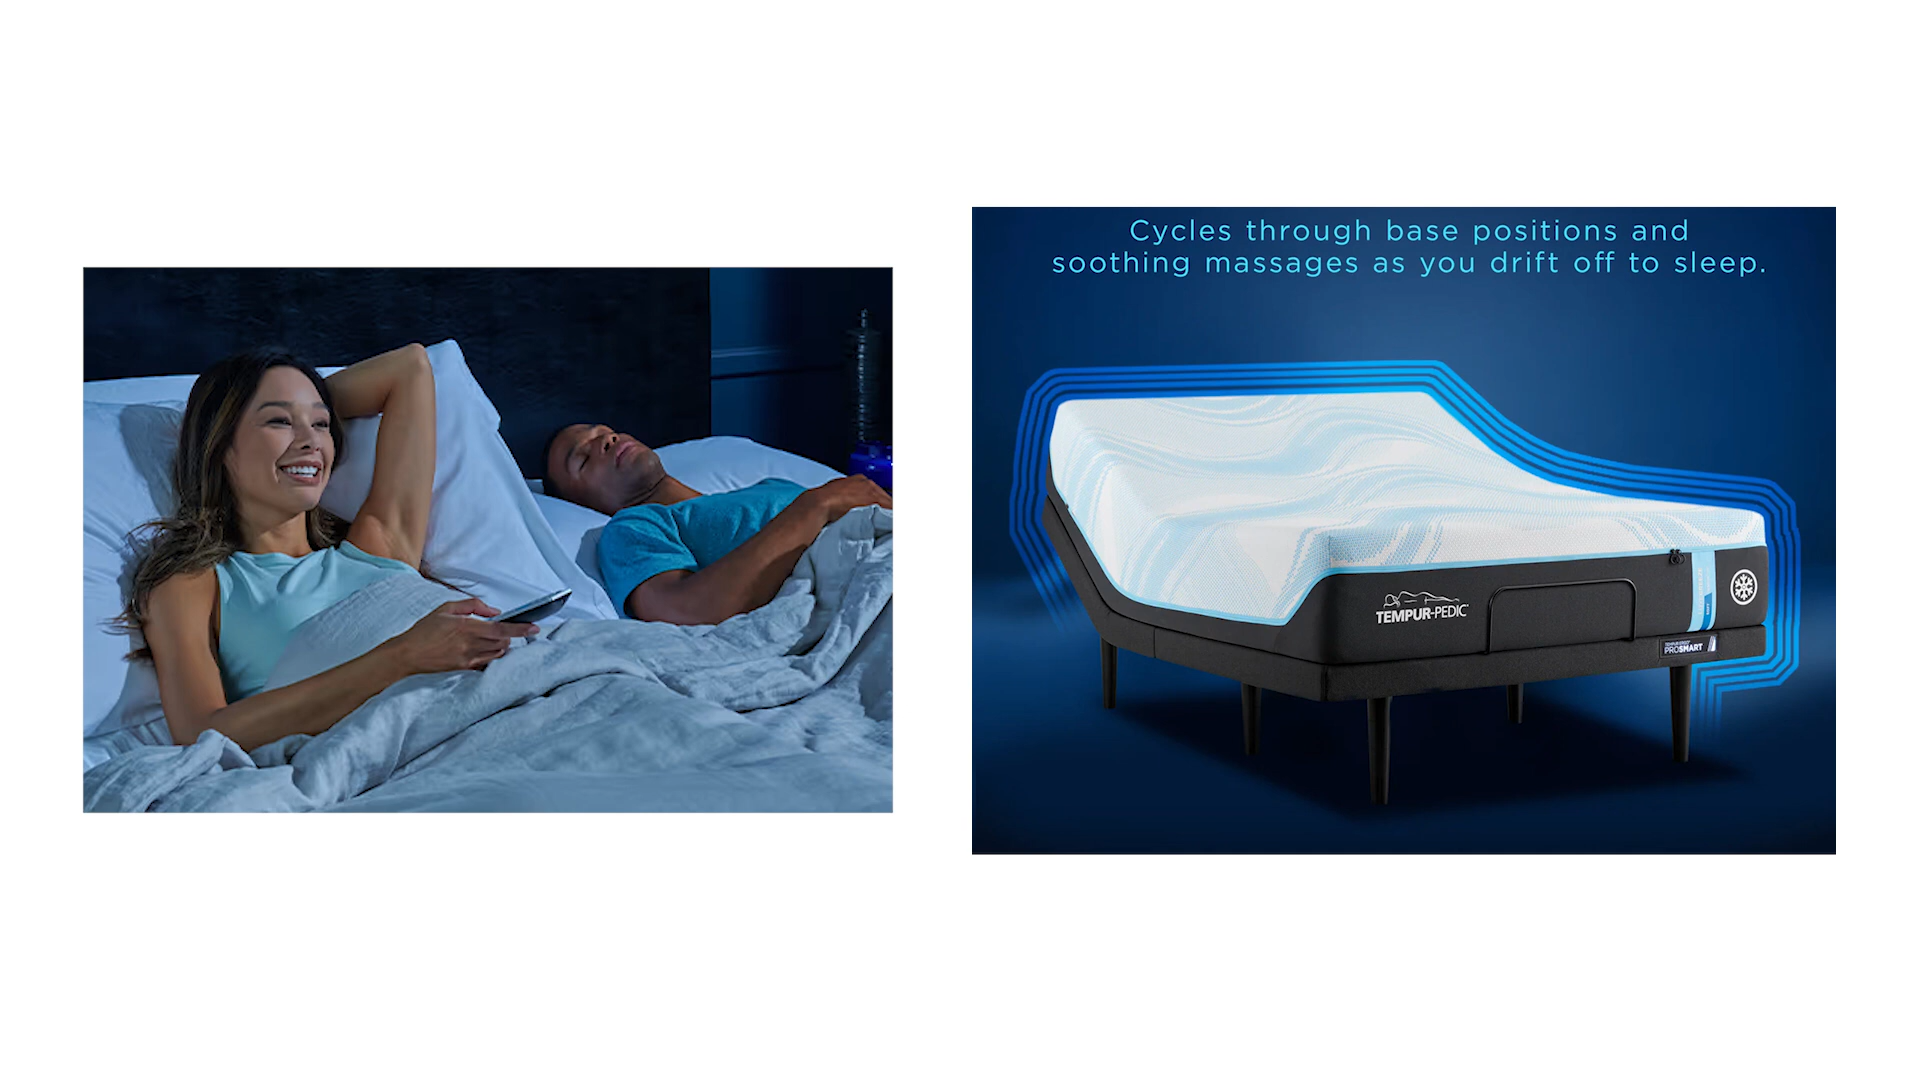 Cycles through base positions and
soothing massages as you drift off to sleep.
TEMPUR-PEDIC
PROSMART